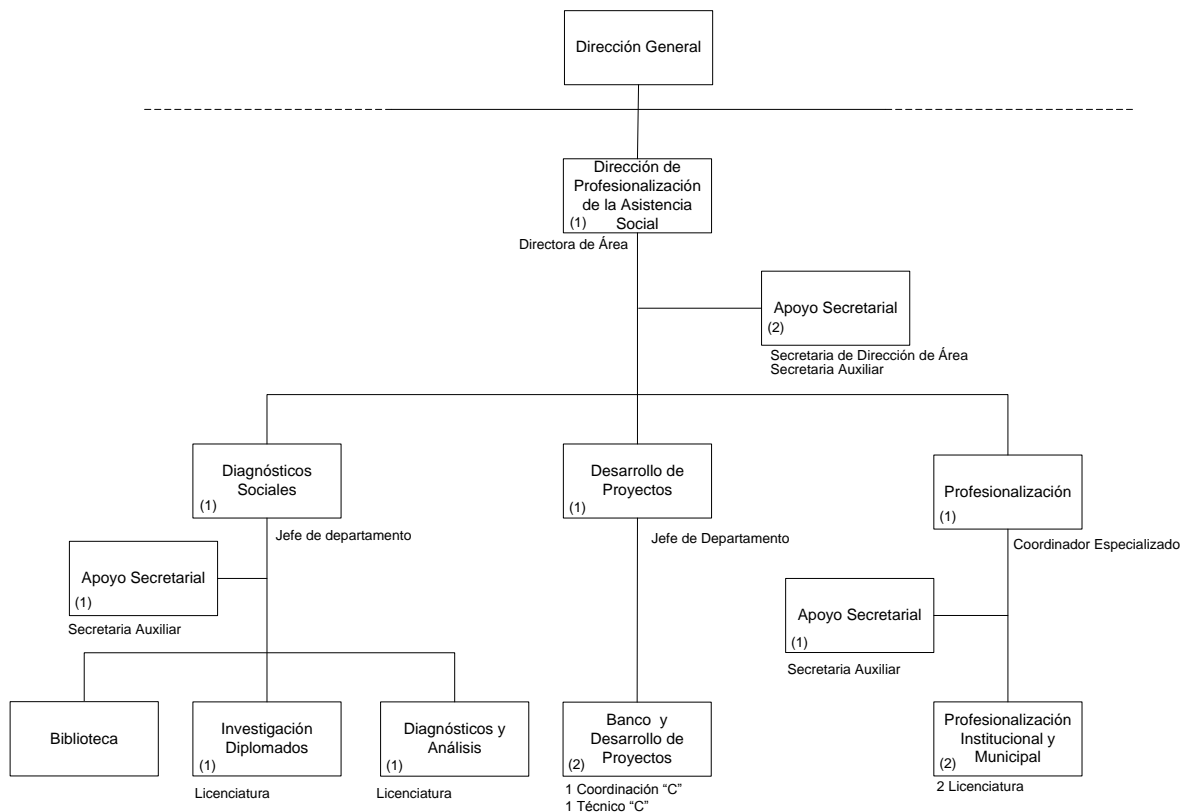 Dirección General
Dirección de
Profesionalización
de la Asistencia
Social
(1)
Directora de Área
Apoyo Secretarial
(2)
Secretaria de Dirección de Área
Secretaria Auxiliar
Diagnósticos
Sociales
(1)
Jefe de departamento
Desarrollo de
Proyectos
(1)
Jefe de Departamento
Profesionalización
(1)
Coordinador Especializado
Apoyo Secretarial
(1)
Secretaria Auxiliar
Apoyo Secretarial
(1)
Secretaria Auxiliar
Biblioteca
Investigación
Diplomados
(1)
Licenciatura
Diagnósticos y
Análisis
(1)
Licenciatura
Banco y
Desarrollo de
Proyectos
(2)
1 Coordinación “C”
1 Técnico “C”
Profesionalización
Institucional y
Municipal
(2)
2 Licenciatura